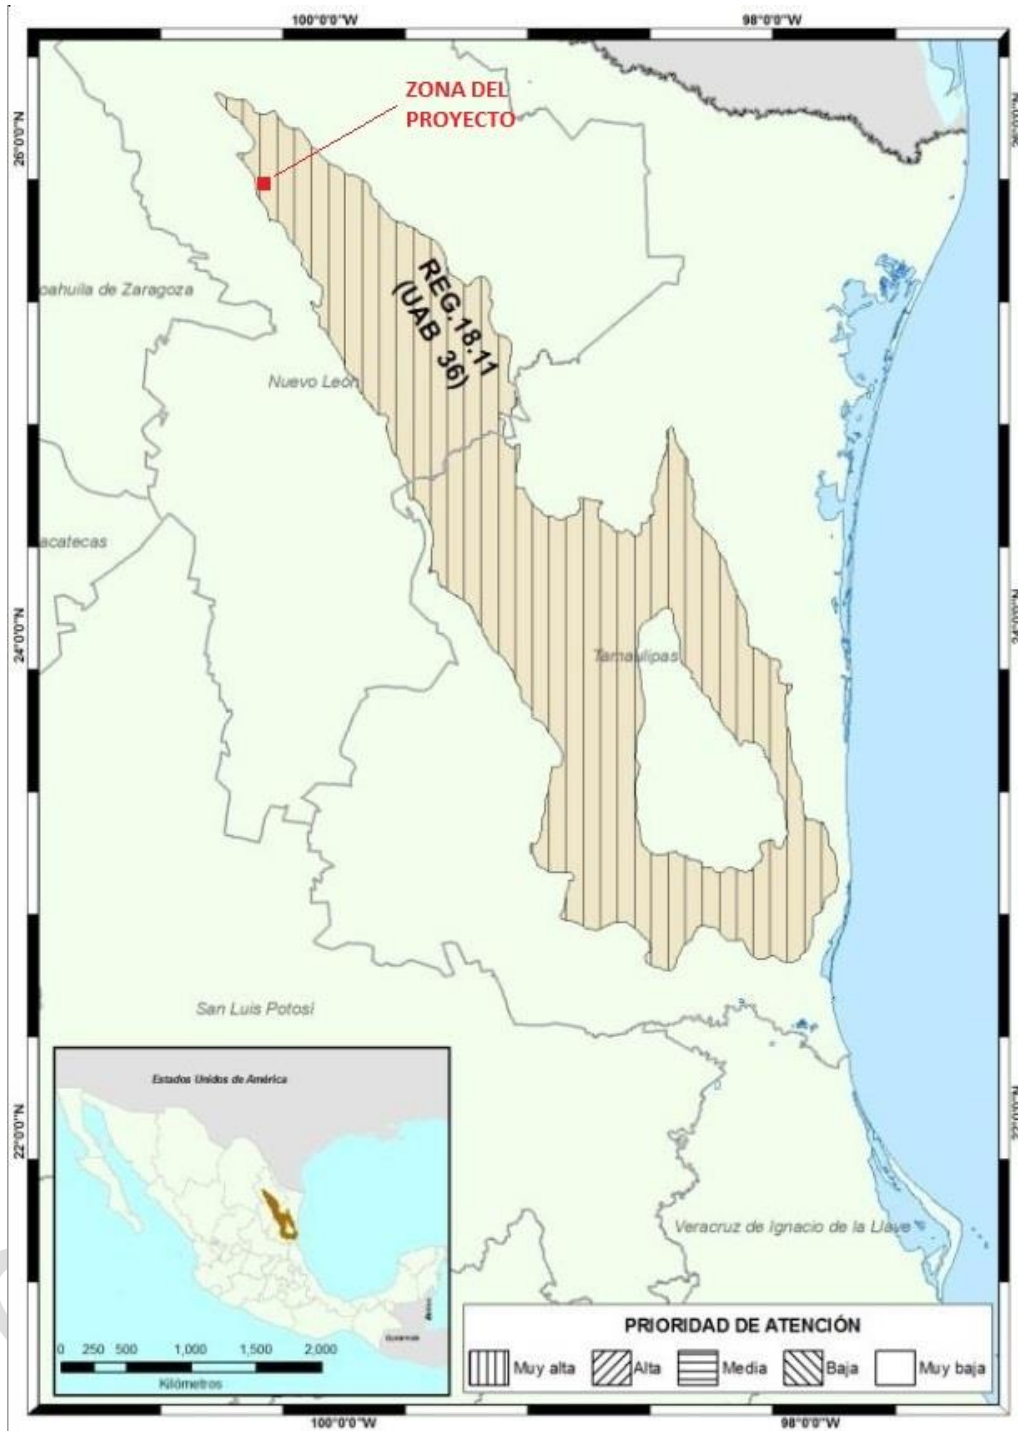 100°0'0"W 98°0'0"W
ZONA DEL
PROYECTO
26°0'0"N
REG.18.11
(UAB 36)
oahuila de Zaragoza
Nuevo León
acatecas
24°0'0"N
Tamaulipas
San Luis Potosí
Estados Unidos de América
22°0'0"N
Veracruz de Ignacio de la Llave
0 250 500 1,000 1,500 2,000
Kilómetros
PRIORIDAD DE ATENCIÓN
Muy alta Alta Media Baja Muy baja
100°0'0"W 98°0'0"W